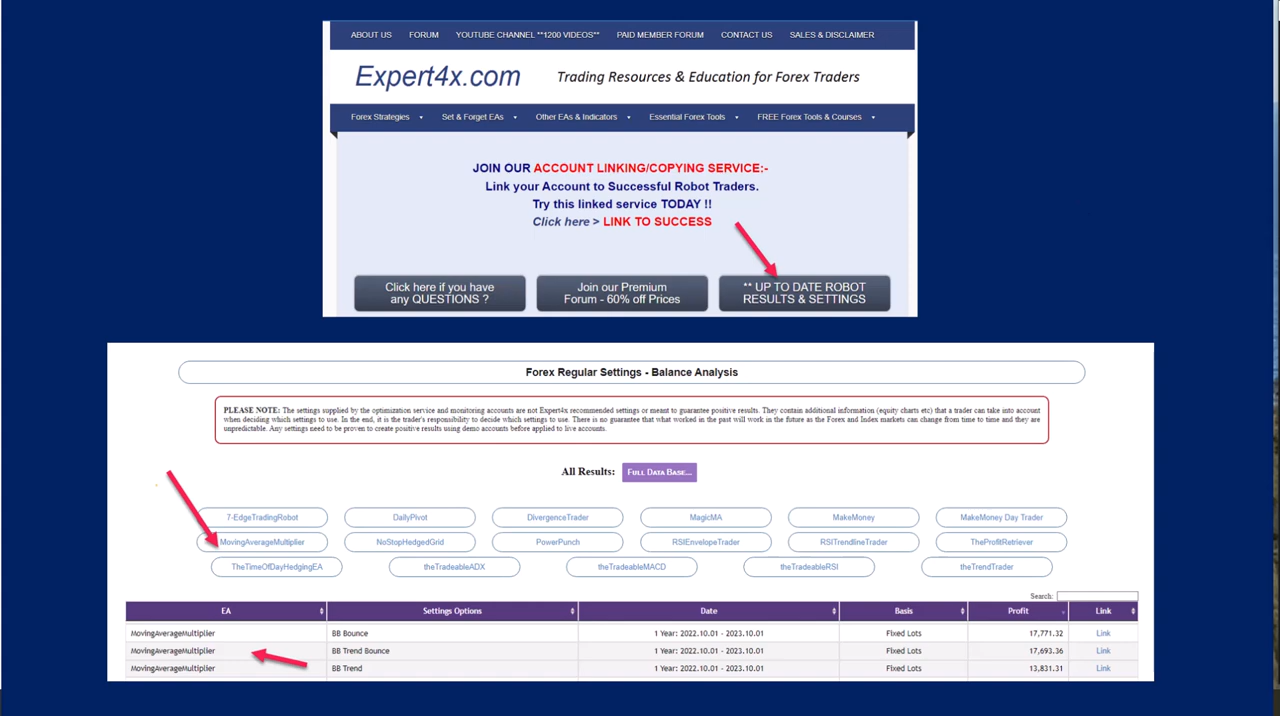 ABOUT US FORUM YOUTUBE CHANNEL **1200 VIDEOS** PAID MEMBER FORUM CONTACT US SALES & DISCLAIMER
Expert4x.com Trading Resources & Education for Forex Traders
Forex Strategies Set & Forget EAs Other EAs & Indicators Essential Forex Tools FREE Forex Tools & Courses
JOIN OUR ACCOUNT LINKING/COPYING SERVICE:-
Link your Account to Successful Robot Traders.
Try this linked service TODAY !!
Click here > LINK TO SUCCESS
Click here if you have
any QUESTIONS ?
Join our Premium
Forum - 60% off Prices
** UP TO DATE ROBOT
RESULTS & SETTINGS
Forex Regular Settings - Balance Analysis
PLEASE NOTE: The settings supplied by the optimization service and monitoring accounts are not Expert4x recommended settings or meant to guarantee positive results. They contain additional information (equity charts etc) that a trader can take into account
when deciding which settings to use. In the end, it is the trader's responsibility to decide which settings to use. There is no guarantee that what worked in the past will work in the future as the Forex and Index markets can change from time to time and they are
unpredictable. Any settings need to be proven to create positive results using demo accounts before applied to live accounts.
All Results: FULL DATA BASE...
7-EdgeTradingRobot DailyPivot DivergenceTrader MagicMA MakeMoney MakeMoney Day Trader
MovingAverageMultiplier NoStopHedgedGrid PowerPunch RSIEnvelopeTrader RSITrendlineTrader TheProfitRetriever
TheTimeOfDayHedgingEA theTradeableADX theTradeableMACD theTradeableRSI theTrendTrader
Search:
EA Settings Options Date Basis Profit Link
MovingAverageMultiplier BB Bounce 1 Year: 2022.10.01 - 2023.10.01 Fixed Lots 17,771.32 Link
MovingAverageMultiplier BB Trend Bounce 1 Year: 2022.10.01 - 2023.10.01 Fixed Lots 17,693.36 Link
MovingAverageMultiplier BB Trend 1 Year: 2022.10.01 - 2023.10.01 Fixed Lots 13,831.31 Link